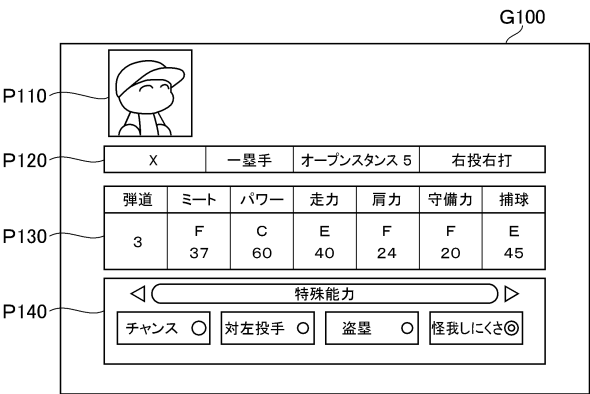 G100
P110
P120 X 一塁手 オープンスタンス 5 右投右打
弾道 ミート パワー 走力 肩力 守備力 捕球
F C E F F E
P130 3
37 60 40 24 20 45
◁ 特殊能力 ▷
P140
チャンス ○ 対左投手 ○ 盗塁 ○ 怪我しにくさ◎